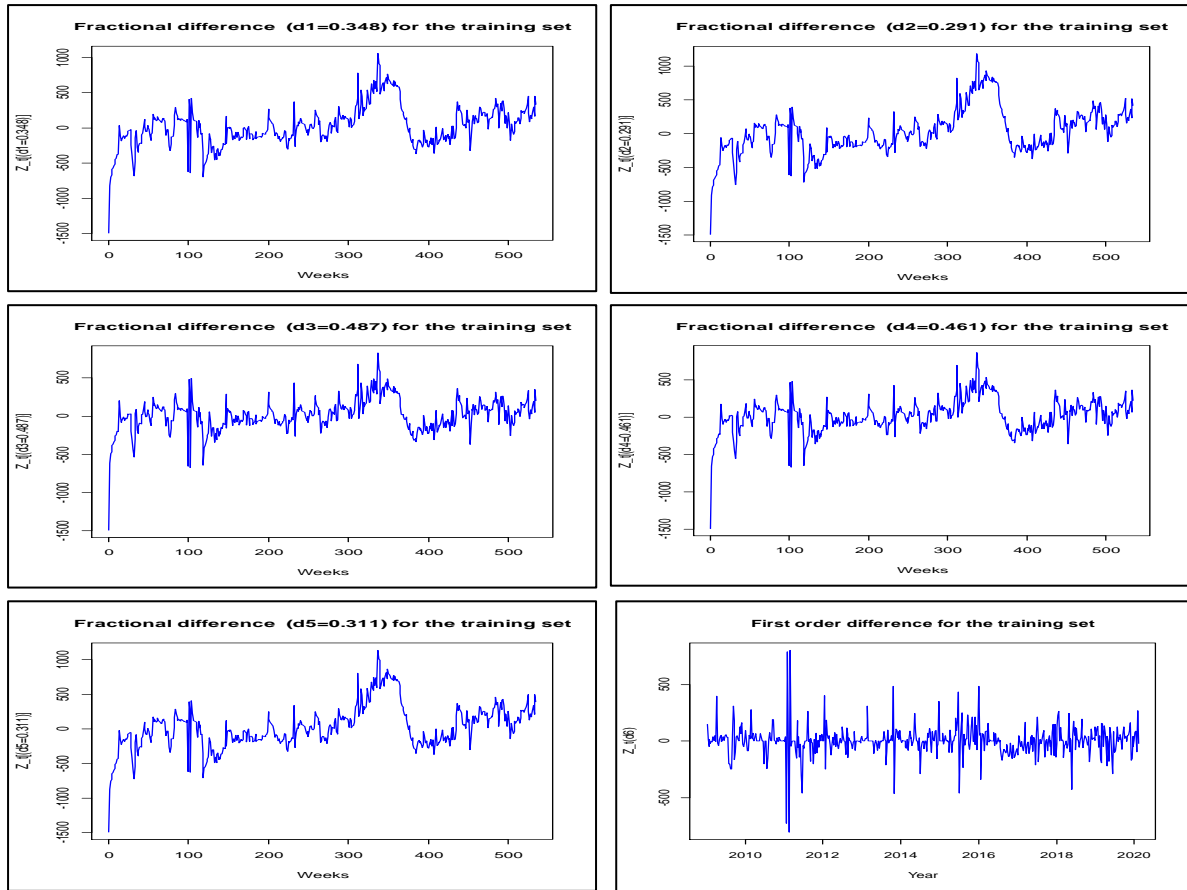 Fractional difference (d1=0.348) for the training set
Z_t[(d1=0.348)]
1000
500
0
-500
-1000
-1500
0 100 200 300 400 500
Weeks
Fractional difference (d2=0.291) for the training set
Z_t[(d2=0.291)]
1000
500
0
-500
-1000
-1500
0 100 200 300 400 500
Weeks
Fractional difference (d3=0.487) for the training set
Z_t[(d3=0.487)]
500
0
-500
-1000
-1500
0 100 200 300 400 500
Weeks
Fractional difference (d4=0.461) for the training set
Z_t[(d4=0.461)]
500
0
-500
-1000
-1500
0 100 200 300 400 500
Weeks
Fractional difference (d5=0.311) for the training set
Z_t[(d5=0.311)]
1000
500
0
-500
-1000
-1500
0 100 200 300 400 500
Weeks
First order difference for the training set
Z_t(d6)
500
0
-500
2010 2012 2014 2016 2018 2020
Year